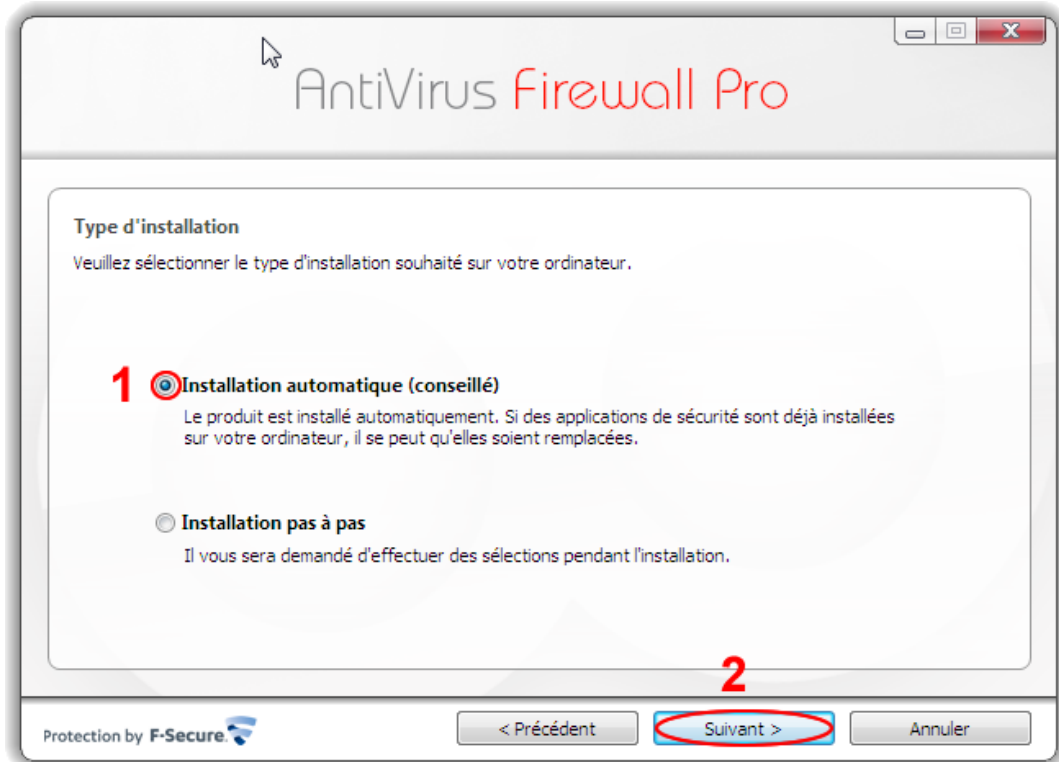 AntiVirus Firewall Pro
Type d'installation
Veuillez sélectionner le type d'installation souhaité sur votre ordinateur.
1 Installation automatique (conseillé)
Le produit est installé automatiquement. Si des applications de sécurité sont déjà installées
sur votre ordinateur, il se peut qu'elles soient remplacées.
Installation pas à pas
Il vous sera demandé d'effectuer des sélections pendant l'installation.
2
Protection by F-Secure. < Précédent Suivant > Annuler